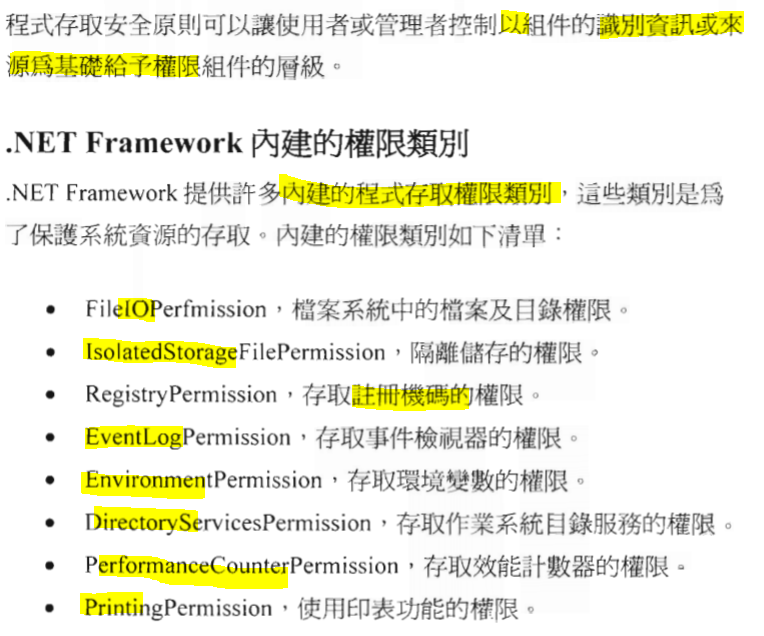 程式存取安全原則可以讓使用者或管理者控制以組件的識別資訊或來
源為基礎給予權限組件的層級。
.NET Framework 內建的權限類別
.NET Framework 提供許多內建的程式存取權限類別，這些類別是為
了保護系統資源的存取。內建的權限類別如下清單：
• FileIOPerfmission，檔案系統中的檔案及目錄權限。
• IsolatedStorageFilePermission，隔離儲存的權限。
• RegistryPermission，存取註冊機碼的權限。
• EventLogPermission，存取事件檢視器的權限。
• EnvironmentPermission，存取環境變數的權限。
• DirectoryServicesPermission，存取作業系統目錄服務的權限。
• PerformanceCounterPermission，存取效能計數器的權限。
• PrintingPermission，使用印表功能的權限。